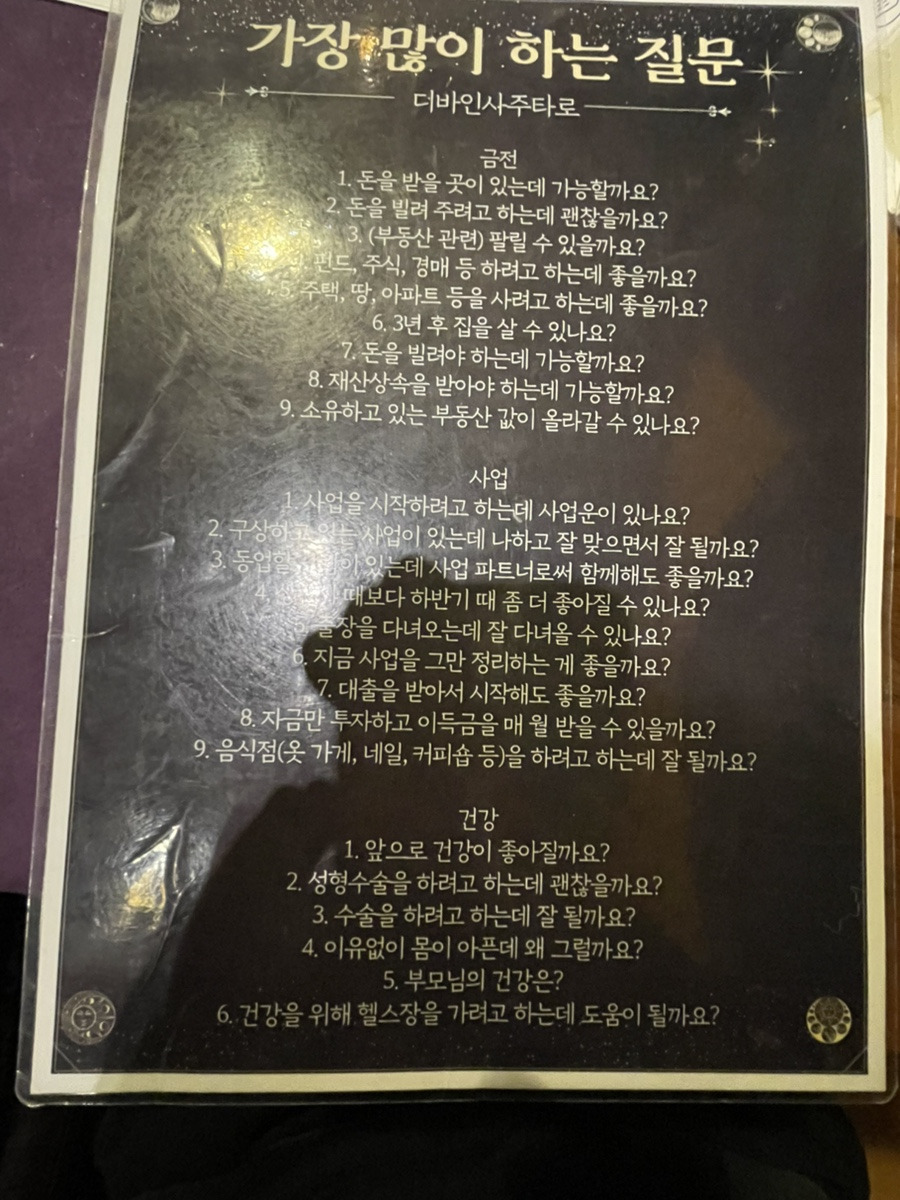 가장 많이 하는 질문
더바인사주타로
금전
1. 돈을 받을 곳이 있는데 가능할까요?
2. 돈을 빌려 주려고 하는데 괜찮을까요?
3. (부동산 관련) 팔릴 수 있을까요?
펀드, 주식, 경매 등 하려고 하는데 좋을까요?
5. 주택, 땅, 아파트 등을 사려고 하는데 좋을까요?
6. 3년 후 집을 살 수 있나요?
7. 돈을 빌려야 하는데 가능할까요?
8. 재산상속을 받아야 하는데 가능할까요?
9. 소유하고 있는 부동산 값이 올라갈 수 있나요?
사업
1. 사업을 시작하려고 하는데 사업운이 있나요?
2. 구상하고 있는 사업이 있는데 나하고 잘 맞으면서 잘 될까요?
3. 있는데 사업 파트너로써 함께해도 좋을까요?
4. 때보다 하반기 때 좀 더 좋아질 수 있나요?
5. 출장을 다녀오는데 잘 다녀올 수 있나요?
6. 지금 사업을 그만 정리하는 게 좋을까요?
7. 대출을 받아서 시작해도 좋을까요?
8. 자금만 투자하고 이득금을 매 월 받을 수 있을까요?
9. 음식점(옷 가게, 네일, 커피숍 등)을 하려고 하는데 잘 될까요?
건강
1. 앞으로 건강이 좋아질까요?
2. 성형수술을 하려고 하는데 괜찮을까요?
3. 수술을 하려고 하는데 잘 될까요?
4. 이유없이 몸이 아픈데 왜 그럴까요?
5. 부모님의 건강은?
6. 건강을 위해 헬스장을 가려고 하는데 도움이 될까요?